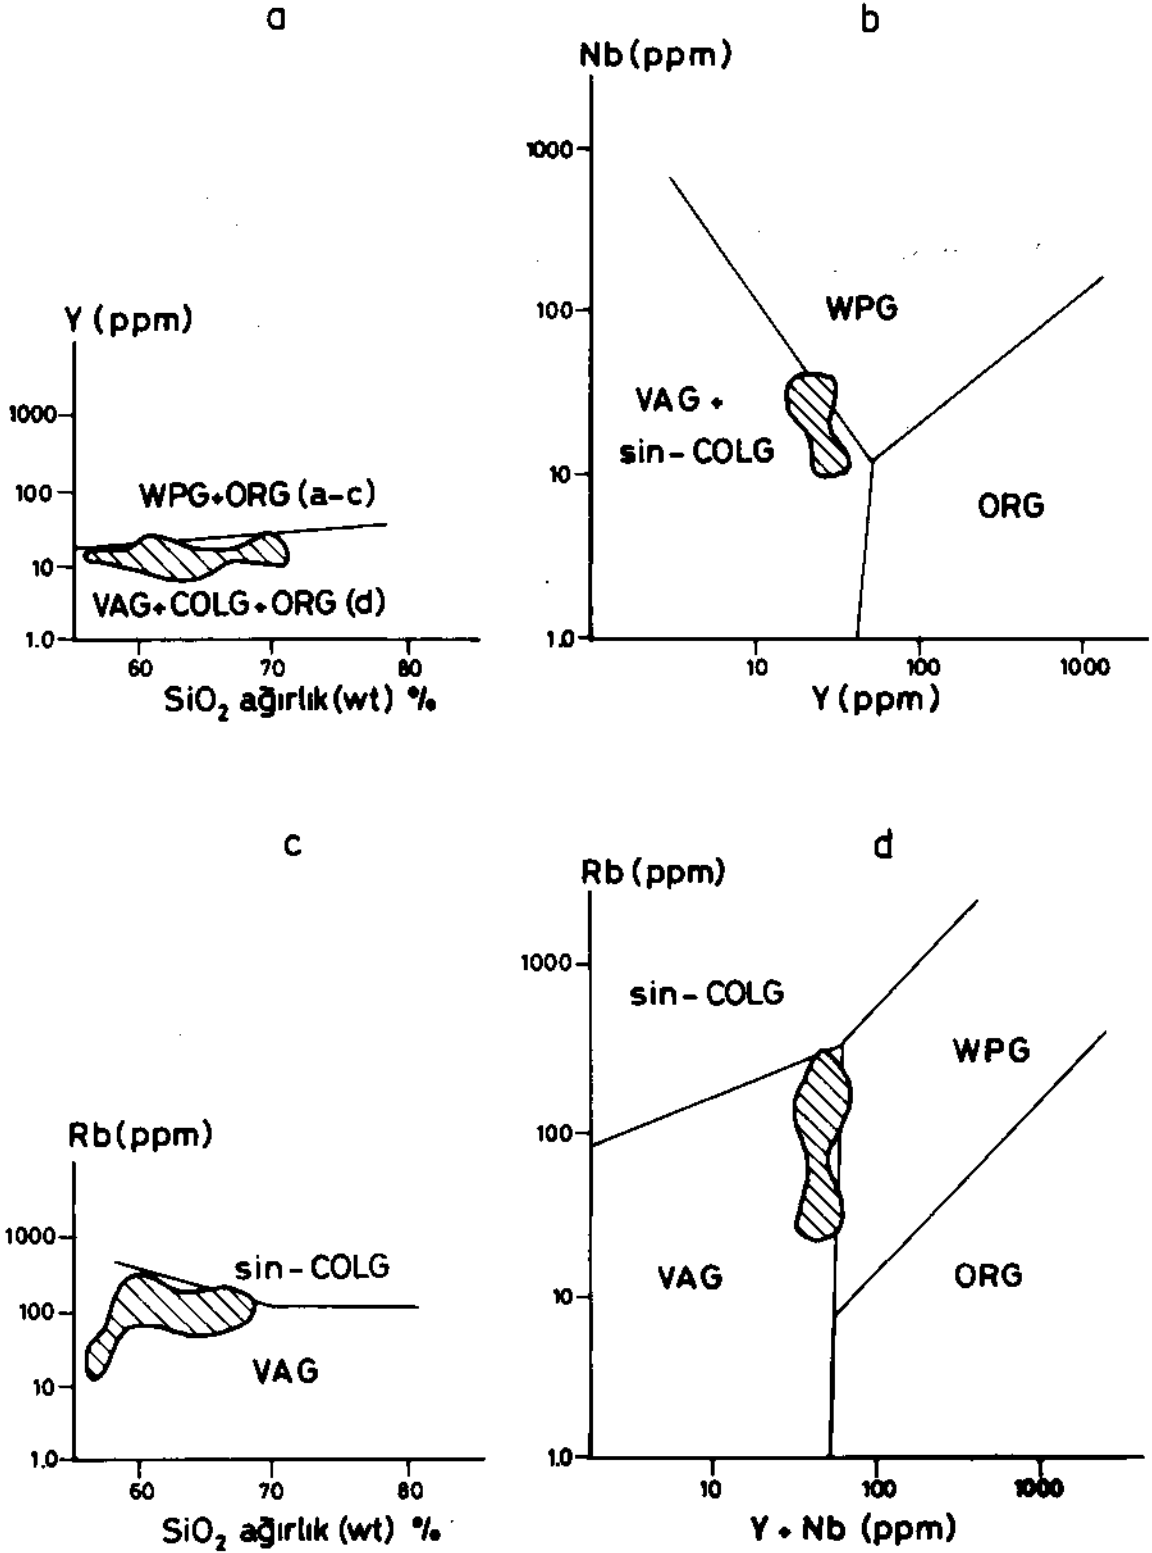 a
Y (ppm)
1000
100
10
1.0
WPG+ORG (a-c)
VAG+COLG+ORG (d)
60 70 80
SiO₂ ağırlık (wt) %
b
Nb (ppm)
1000
100
10
1.0
WPG
VAG +
sin-COLG
ORG
10 100 1000
Y (ppm)
c
Rb (ppm)
1000
100
10
1.0
sin-COLG
VAG
60 70 80
SiO₂ ağırlık (wt) %
d
Rb (ppm)
1000
100
10
1.0
sin-COLG
WPG
VAG
ORG
10 100 1000
Y + Nb (ppm)